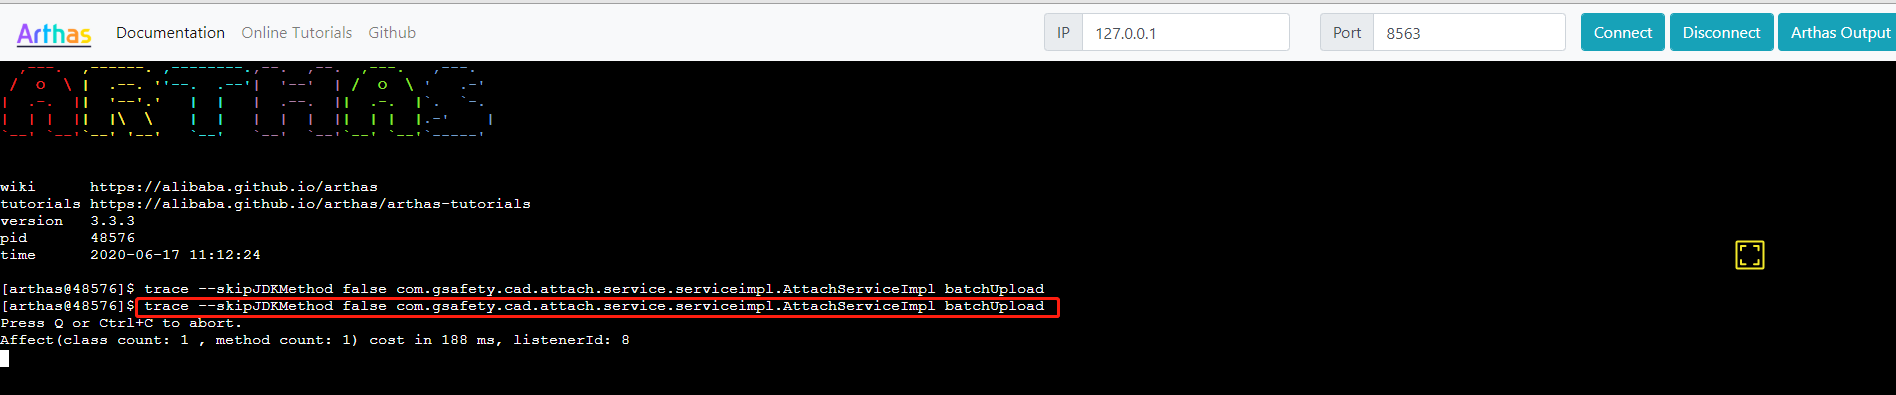 Arthas Documentation Online Tutorials Github IP 127.0.0.1 Port 8563 Connect Disconnect Arthas Output
ARTHAS
wiki https://alibaba.github.io/arthas
tutorials https://alibaba.github.io/arthas/arthas-tutorials
version 3.3.3
pid 48576
time 2020-06-17 11:12:24
[arthas@48576]$ trace --skipJDKMethod false com.gsafety.cad.attach.service.serviceimpl.AttachServiceImpl batchUpload
[arthas@48576]$ trace --skipJDKMethod false com.gsafety.cad.attach.service.serviceimpl.AttachServiceImpl batchUpload
Press Q or Ctrl+C to abort.
Affect(class count: 1 , method count: 1) cost in 188 ms, listenerId: 8